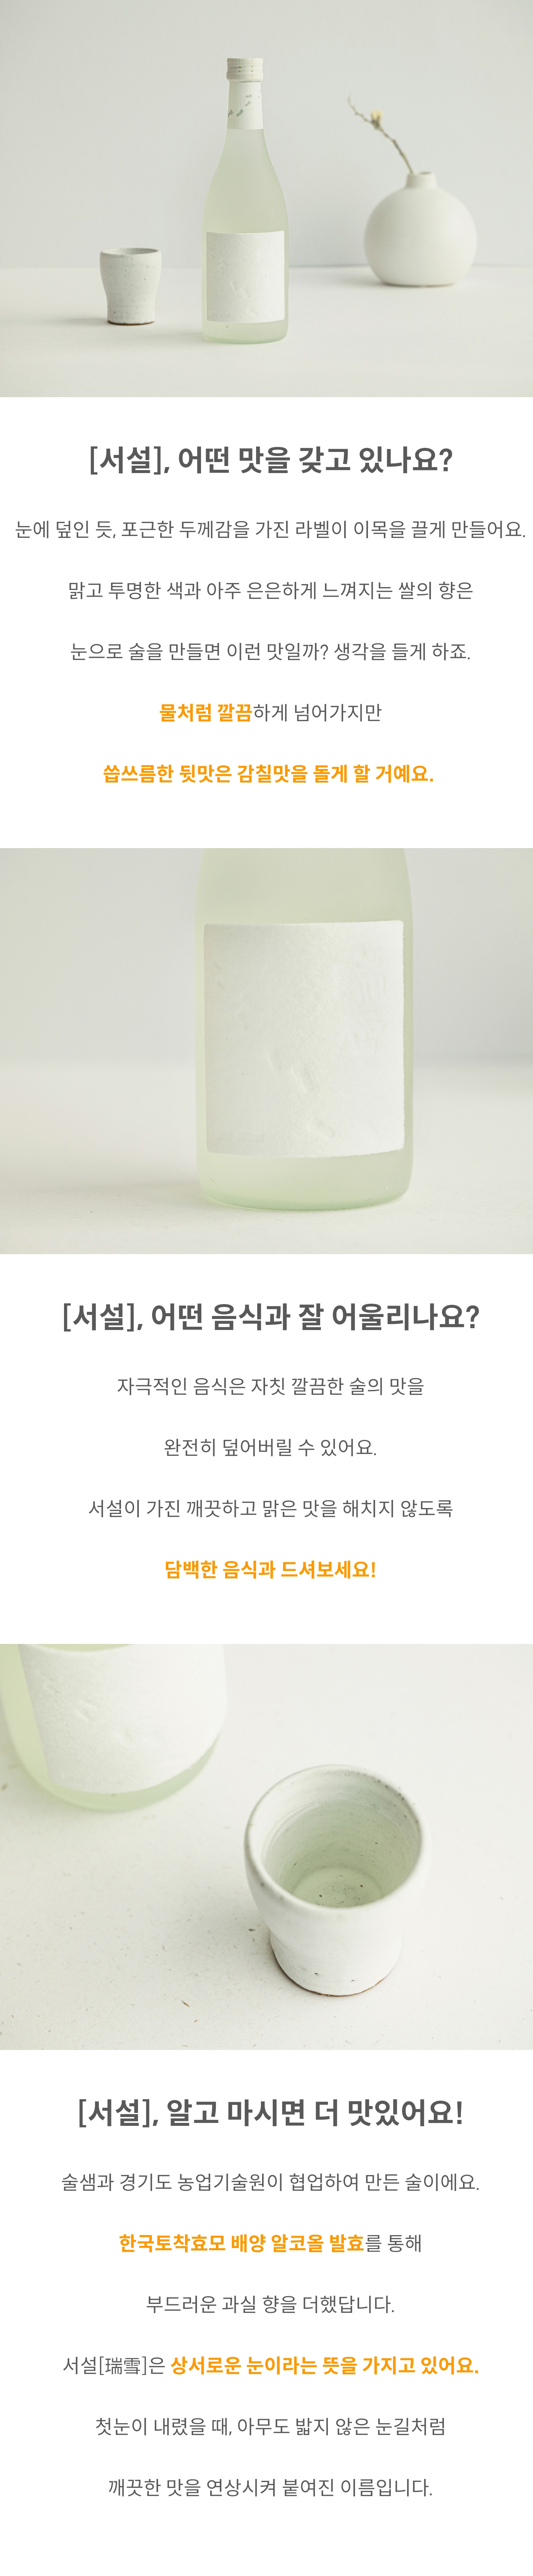 [서설], 어떤 맛을 갖고 있나요?
눈에 덮인 듯, 포근한 두께감을 가진 라벨이 이목을 끌게 만들어요.
맑고 투명한 색과 아주 은은하게 느껴지는 쌀의 향은
눈으로 술을 만들면 이런 맛일까? 생각을 들게 하죠.
물처럼 깔끔하게 넘어가지만
씁쓰름한 뒷맛은 감칠맛을 돌게 할 거예요.
[서설], 어떤 음식과 잘 어울리나요?
자극적인 음식은 자칫 깔끔한 술의 맛을
완전히 덮어버릴 수 있어요.
서설이 가진 깨끗하고 맑은 맛을 해치지 않도록
담백한 음식과 드셔보세요!
[서설], 알고 마시면 더 맛있어요!
술샘과 경기도 농업기술원이 협업하여 만든 술이에요.
한국토착효모 배양 알코올 발효를 통해
부드러운 과실 향을 더했답니다.
서설[瑞雪]은 상서로운 눈이라는 뜻을 가지고 있어요.
첫눈이 내렸을 때, 아무도 밟지 않은 눈길처럼
깨끗한 맛을 연상시켜 붙여진 이름입니다.